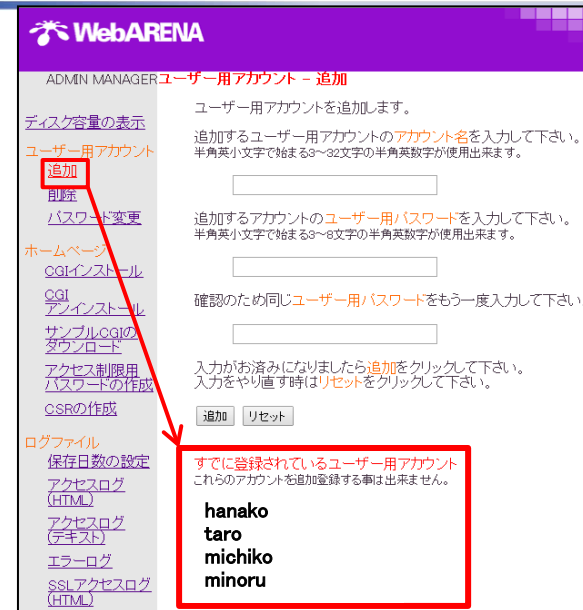 WebARENA
ADMIN MANAGER
ディスク容量の表示
ユーザー用アカウント
追加
削除
パスワード変更
ホームページ
CGIインストール
CGI
アンインストール
サンプルCGIの
ダウンロード
アクセス制限用
パスワードの作成
CSRの作成
ログファイル
保存日数の設定
アクセスログ
(HTML)
アクセスログ
(テキスト)
エラーログ
SSLアクセスログ
(HTML)
ユーザー用アカウント - 追加
ユーザー用アカウントを追加します。
追加するユーザー用アカウントのアカウント名を入力して下さい。
半角英小文字で始まる3~32文字の半角英数字が使用出来ます。
追加するアカウントのユーザー用パスワードを入力して下さい。
半角英小文字で始まる3~8文字の半角英数字が使用出来ます。
確認のため同じユーザー用パスワードをもう一度入力して下さい
入力がお済みになりましたら追加をクリックして下さい。
入力をやり直す時はリセットをクリックして下さい。
追加 リセット
すでに登録されているユーザー用アカウント
これらのアカウントを追加登録する事は出来ません。
hanako
taro
michiko
minoru